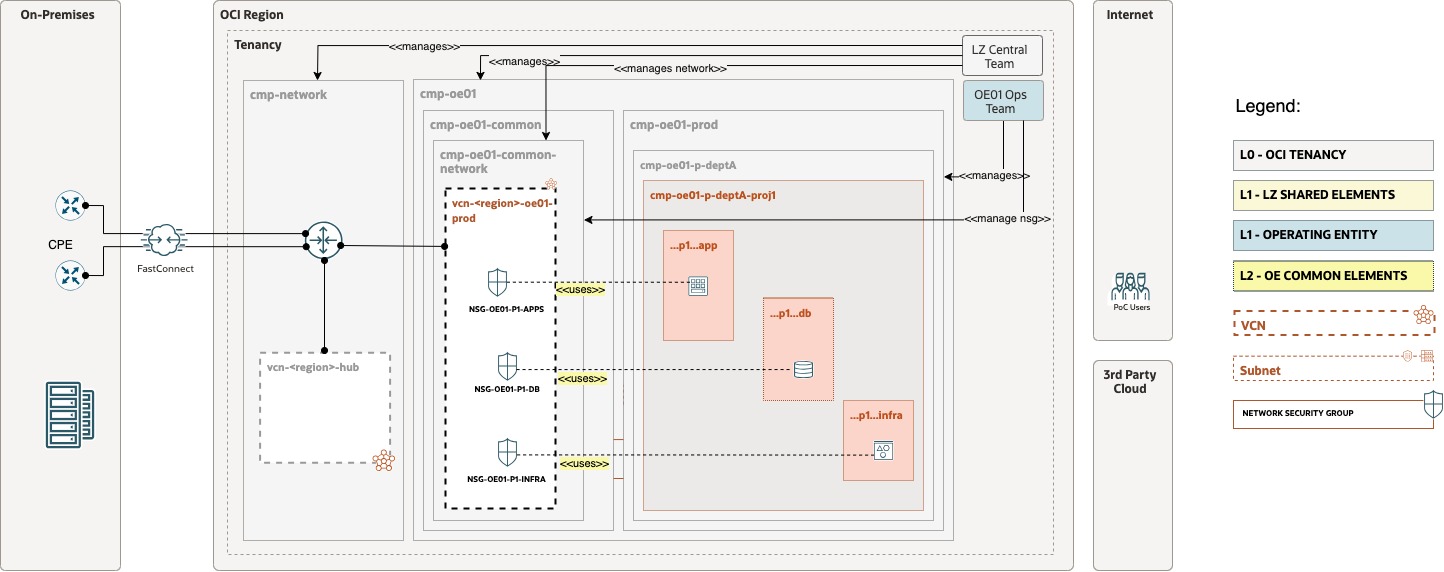 On-Premises
CPE
FastConnect
OCI Region
Tenancy
<<manages>>
<<manages>>
<<manages network>>
LZ Central
Team
OE01 Ops
Team
<<manages>>
<<manage nsg>>
cmp-network
vcn-<region>-hub
cmp-oe01
cmp-oe01-common
cmp-oe01-common-
network
vcn-<region>-oe01-
prod
NSG-OE01-P1-APPS
NSG-OE01-P1-DB
NSG-OE01-P1-INFRA
<<uses>>
<<uses>>
<<uses>>
cmp-oe01-prod
cmp-oe01-p-deptA
cmp-oe01-p-deptA-proj1
...p1...app
...p1...db
...p1...infra
Internet
PoC Users
3rd Party
Cloud
Legend:
L0 - OCI TENANCY
L1 - LZ SHARED ELEMENTS
L1 - OPERATING ENTITY
L2 - OE COMMON ELEMENTS
VCN
Subnet
NETWORK SECURITY GROUP